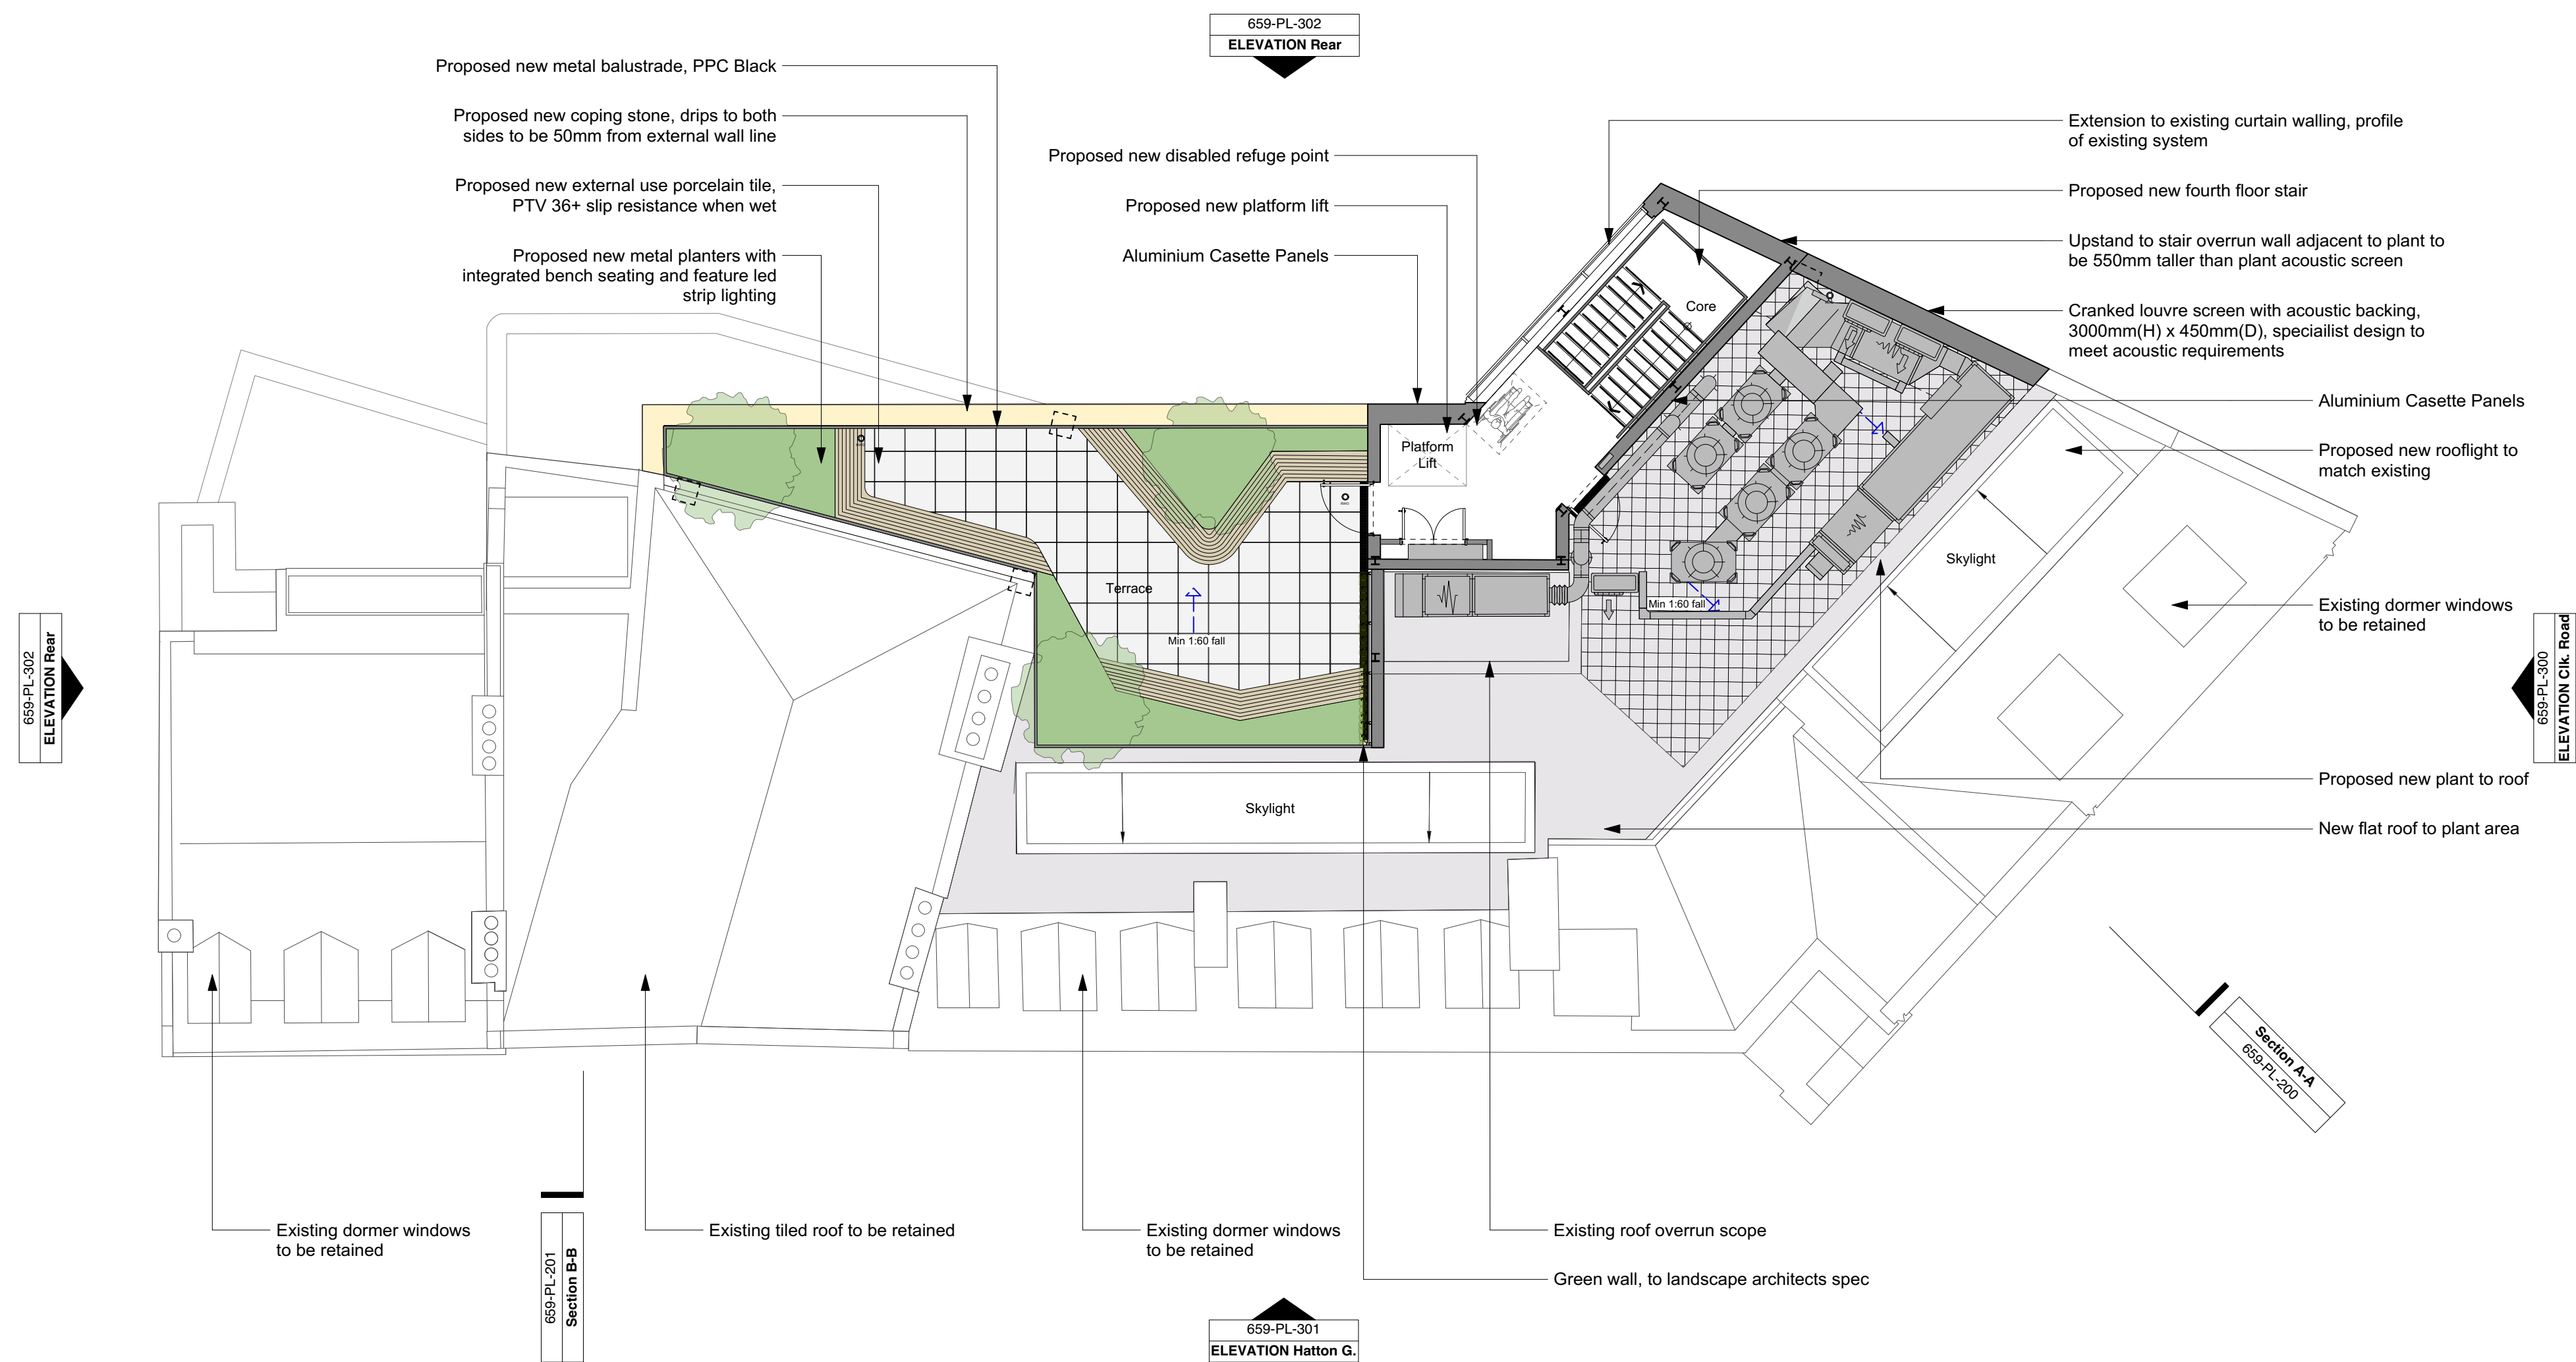 659-PL-302
ELEVATION Rear
Proposed new metal balustrade, PPC Black
Proposed new coping stone, drips to both
sides to be 50mm from external wall line
Proposed new external use porcelain tile,
PTV 36+ slip resistance when wet
Proposed new metal planters with
integrated bench seating and feature led
strip lighting
Proposed new disabled refuge point
Proposed new platform lift
Aluminium Casette Panels
Extension to existing curtain walling, profile
of existing system
Proposed new fourth floor stair
Upstand to stair overrun wall adjacent to plant to
be 550mm taller than plant acoustic screen
Cranked louvre screen with acoustic backing,
3000mm(H) x 450mm(D), speciailist design to
meet acoustic requirements
Aluminium Casette Panels
Proposed new rooflight to
match existing
Existing dormer windows
to be retained
Proposed new plant to roof
New flat roof to plant area
Core
Platform
Lift
Terrace
Min 1:60 fall
Min 1:60 fall
Skylight
Skylight
659-PL-302
ELEVATION Rear
659-PL-300
ELEVATION Clk. Road
Section A-A
659-PL-200
Existing dormer windows
to be retained
659-PL-201
Section B-B
Existing tiled roof to be retained
Existing dormer windows
to be retained
Existing roof overrun scope
Green wall, to landscape architects spec
659-PL-301
ELEVATION Hatton G.